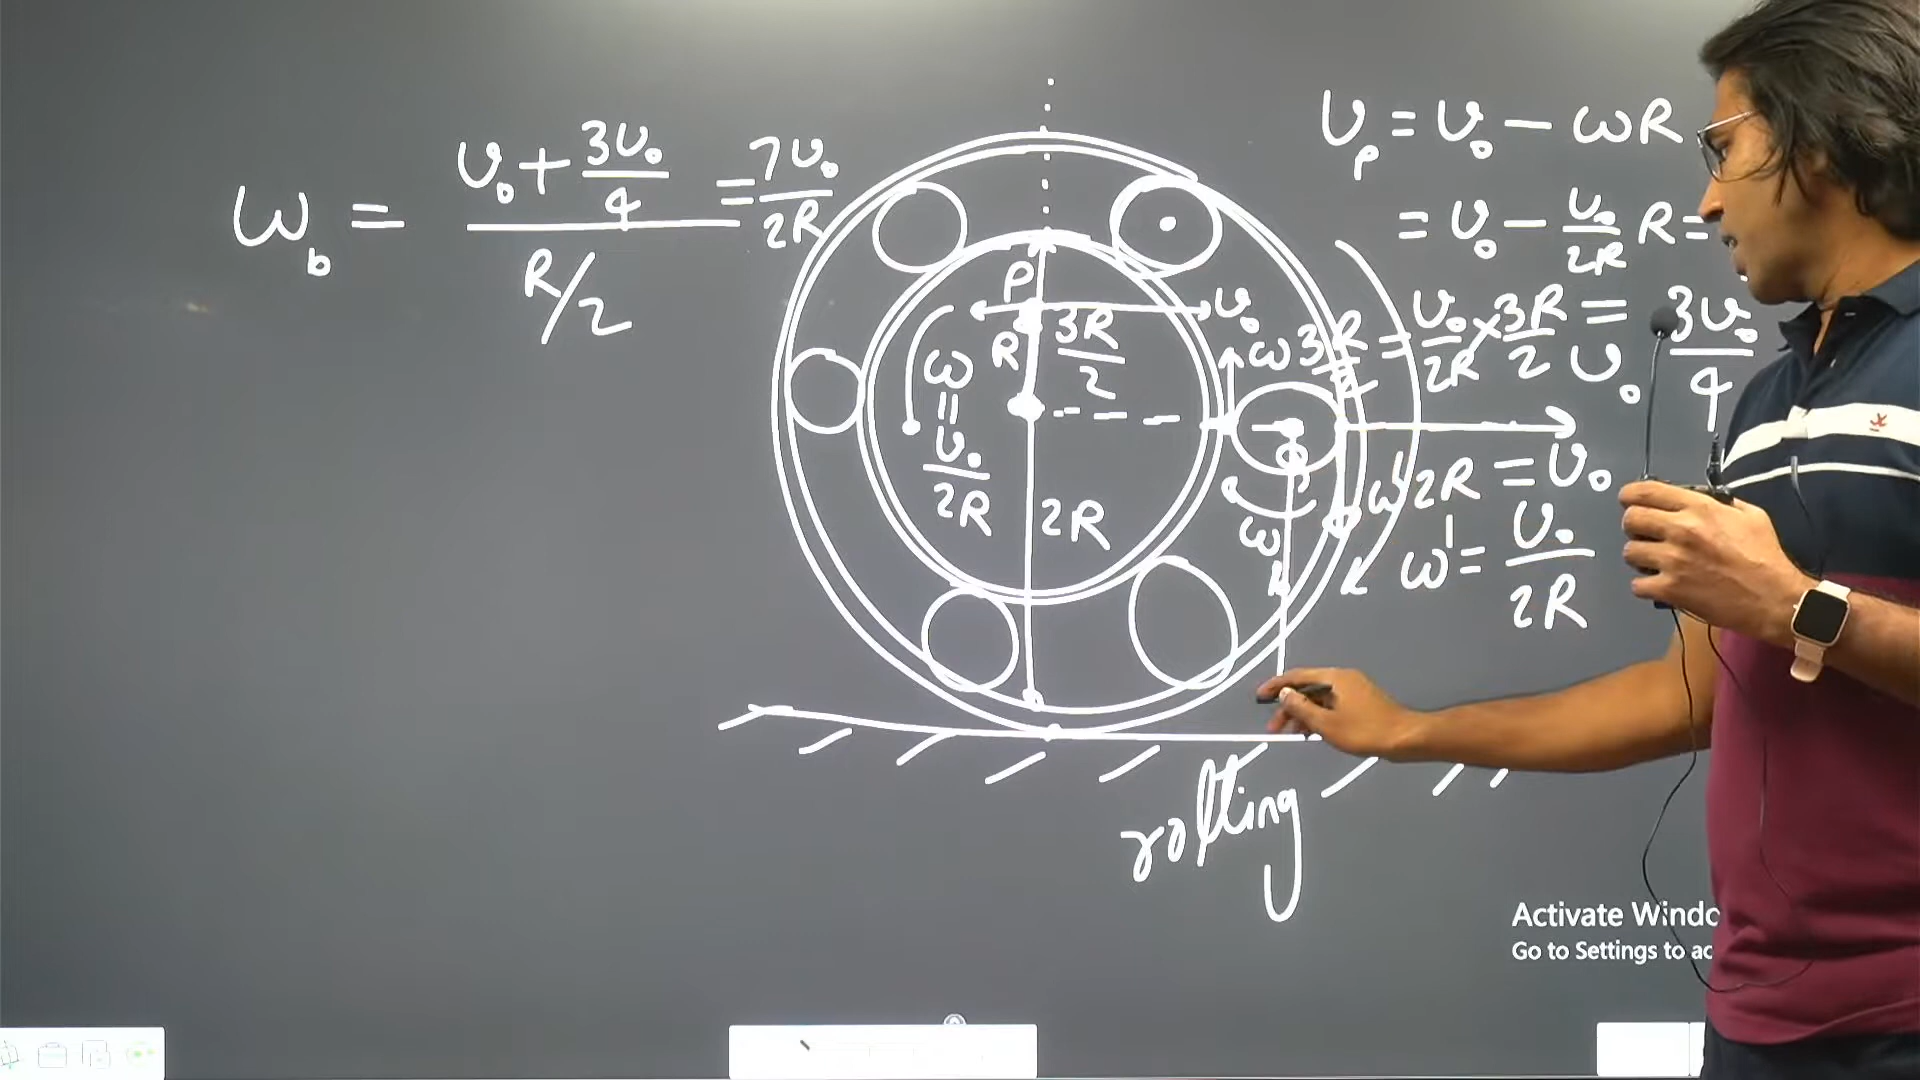 ω_b = (v₀ + 3v₀/4) / (R/2) = 7v₀/2R
v_p = v₀ − ωR
= v₀ − v₀/2R R =
ω 3R/2 = v₀/2R × 3R/2 = 3v₀/4
P
v₀
R
3R/2
v₀
ω = v₀/2R
2R
v₀
ω
ω' 2R = v₀
ω' = v₀/2R
rolling
Activate Windo
Go to Settings to ac